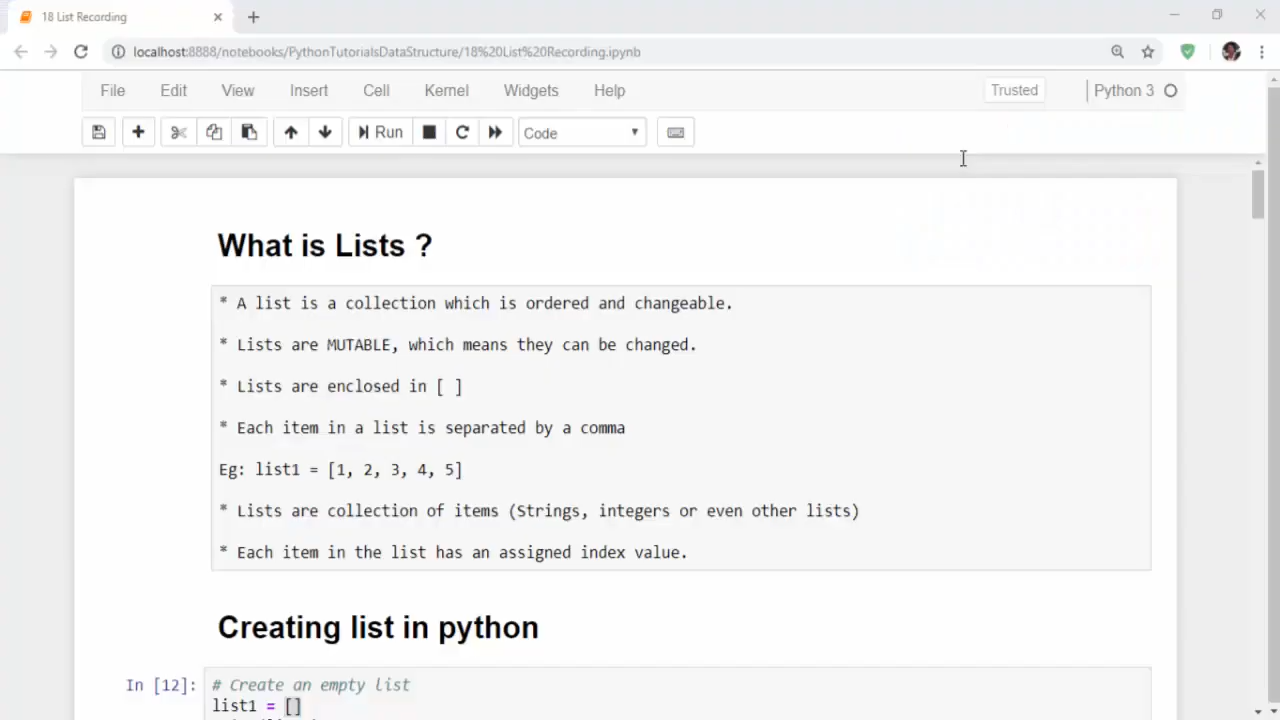 18 List Recording
localhost:8888/notebooks/PythonTutorialsDataStructure/18%20List%20Recording.ipynb
File Edit View Insert Cell Kernel Widgets Help Trusted Python 3
Run Code
What is Lists ?
* A list is a collection which is ordered and changeable.
* Lists are MUTABLE, which means they can be changed.
* Lists are enclosed in [ ]
* Each item in a list is separated by a comma
Eg: list1 = [1, 2, 3, 4, 5]
* Lists are collection of items (Strings, integers or even other lists)
* Each item in the list has an assigned index value.
Creating list in python
In [12]: # Create an empty list
list1 = []